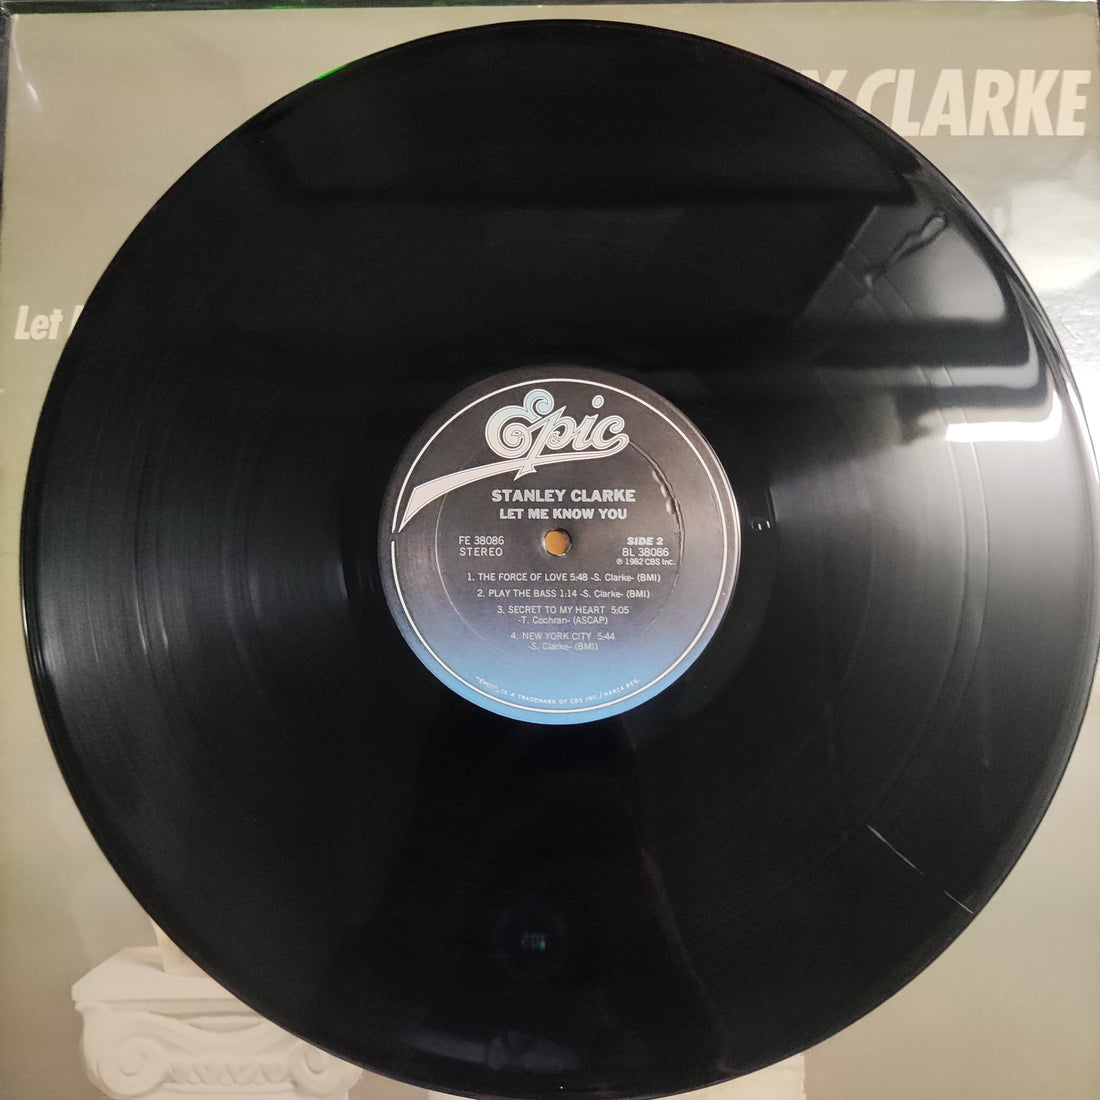 Y CLARKE
Let
Epic
STANLEY CLARKE
LET ME KNOW YOU
FE 38086
STEREO
SIDE 2
BL 38086
℗ 1982 CBS Inc.
1. THE FORCE OF LOVE 5:48 -S. Clarke- (BMI)
2. PLAY THE BASS 1:14 -S. Clarke- (BMI)
3. SECRET TO MY HEART 5:05
-T. Cochran- (ASCAP)
4. NEW YORK CITY 5:44
-S. Clarke- (BMI)
"EPIC", IS A TRADEMARK OF CBS INC./MARCA REG.